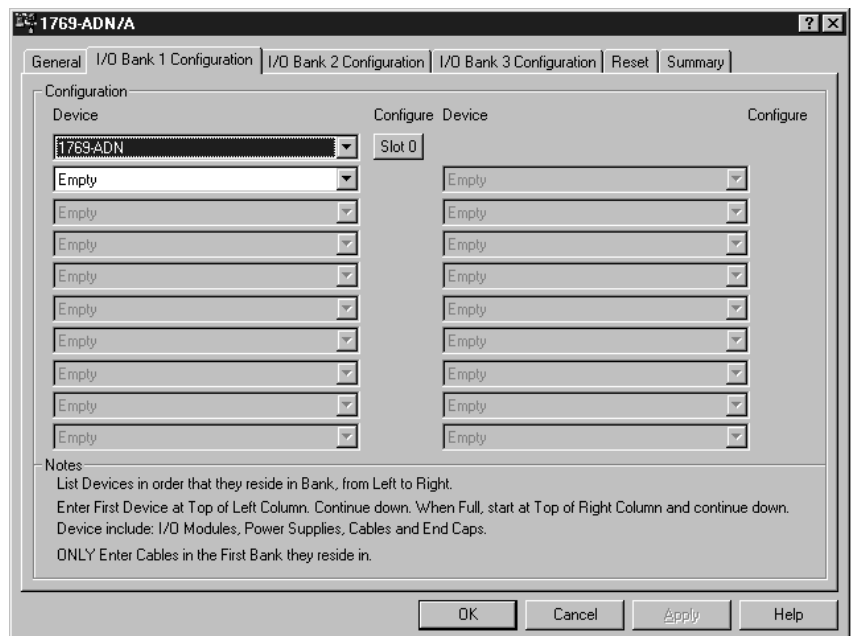 1769-ADN/A
General I/O Bank 1 Configuration I/O Bank 2 Configuration I/O Bank 3 Configuration Reset Summary
Configuration
Device Configure Device Configure
1769-ADN Slot 0
Empty Empty
Empty Empty
Empty Empty
Empty Empty
Empty Empty
Empty Empty
Empty Empty
Empty Empty
Empty Empty
Notes
List Devices in order that they reside in Bank, from Left to Right.
Enter First Device at Top of Left Column. Continue down. When Full, start at Top of Right Column and continue down.
Device include: I/O Modules, Power Supplies, Cables and End Caps.
ONLY Enter Cables in the First Bank they reside in.
OK Cancel Apply Help